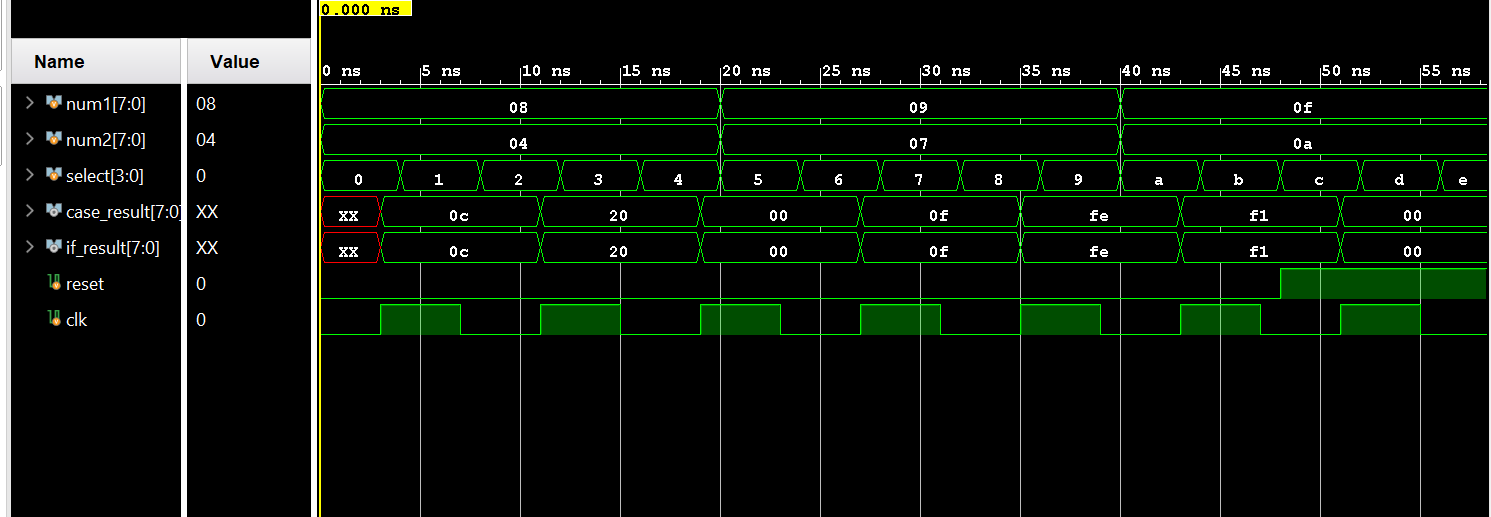 0.000 ns
Name Value
0 ns 5 ns 10 ns 15 ns 20 ns 25 ns 30 ns 35 ns 40 ns 45 ns 50 ns 55 ns
num1[7:0] 08 08 09 0f
num2[7:0] 04 04 07 0a
select[3:0] 0 0 1 2 3 4 5 6 7 8 9 a b c d e
case_result[7:0] XX XX 0c 20 00 0f fe f1 00
if_result[7:0] XX XX 0c 20 00 0f fe f1 00
reset 0
clk 0